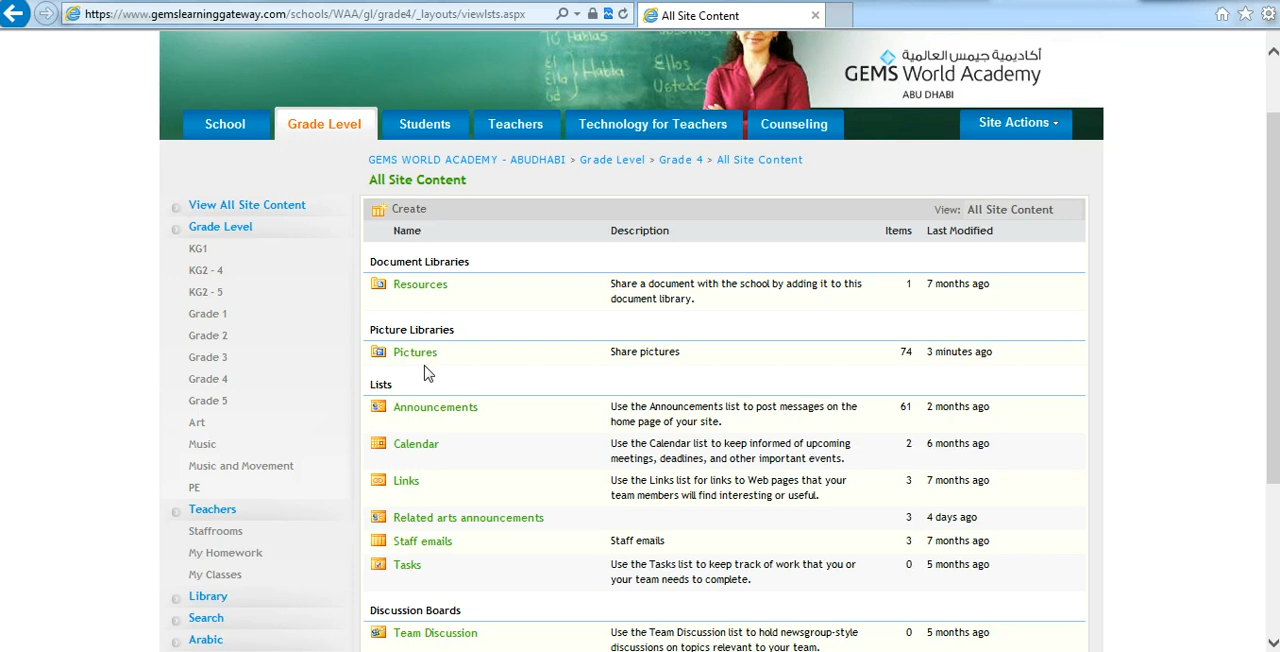 https://www.gemslearninggateway.com/schools/WAA/gl/grade4/_layouts/viewlsts.aspx
All Site Content
Tú Hablas
Él
Ella
Ud
Habla
Ellos
Ustedes
أكاديمية جيمس العالمية
GEMS World Academy
ABU DHABI
School
Grade Level
Students
Teachers
Technology for Teachers
Counseling
Site Actions
GEMS WORLD ACADEMY - ABUDHABI > Grade Level > Grade 4 > All Site Content
All Site Content
View All Site Content
Grade Level
KG1
KG2 - 4
KG2 - 5
Grade 1
Grade 2
Grade 3
Grade 4
Grade 5
Art
Music
Music and Movement
PE
Teachers
Staffrooms
My Homework
My Classes
Library
Search
Arabic
Create
View: All Site Content
Name Description Items Last Modified
Document Libraries
Resources Share a document with the school by adding it to this 1 7 months ago
document library.
Picture Libraries
Pictures Share pictures 74 3 minutes ago
Lists
Announcements Use the Announcements list to post messages on the 61 2 months ago
home page of your site.
Calendar Use the Calendar list to keep informed of upcoming 2 6 months ago
meetings, deadlines, and other important events.
Links Use the Links list for links to Web pages that your 3 7 months ago
team members will find interesting or useful.
Related arts announcements 3 4 days ago
Staff emails Staff emails 3 7 months ago
Tasks Use the Tasks list to keep track of work that you or 0 5 months ago
your team needs to complete.
Discussion Boards
Team Discussion Use the Team Discussion list to hold newsgroup-style 0 5 months ago
discussions on topics relevant to your team.